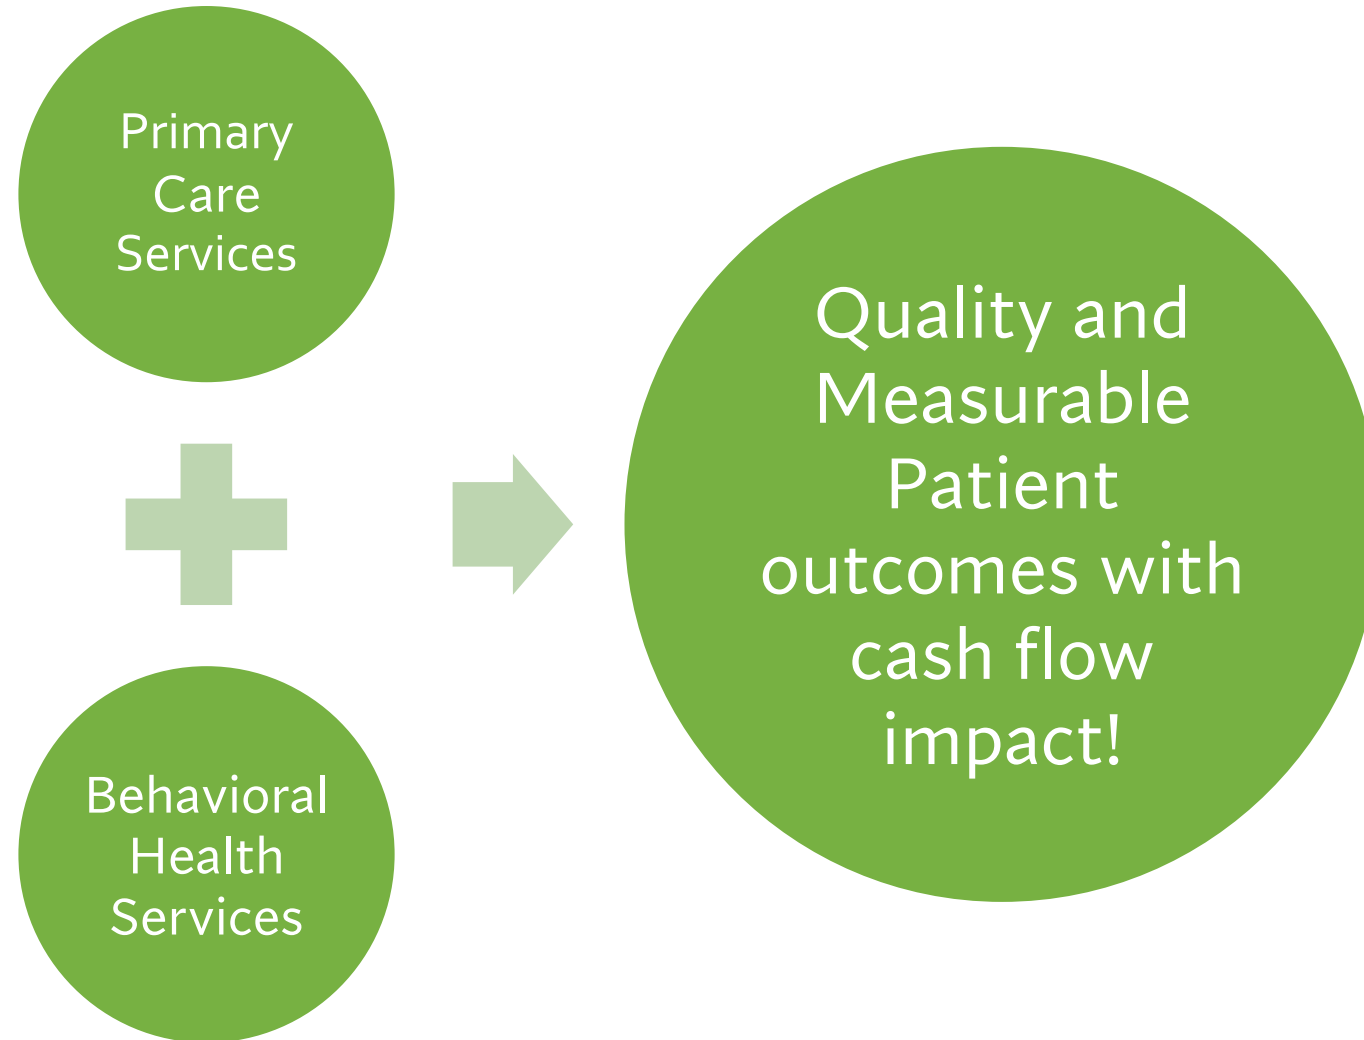 Primary
Care
Services
Behavioral
Health
Services
Quality and
Measurable
Patient
outcomes with
cash flow
impact!